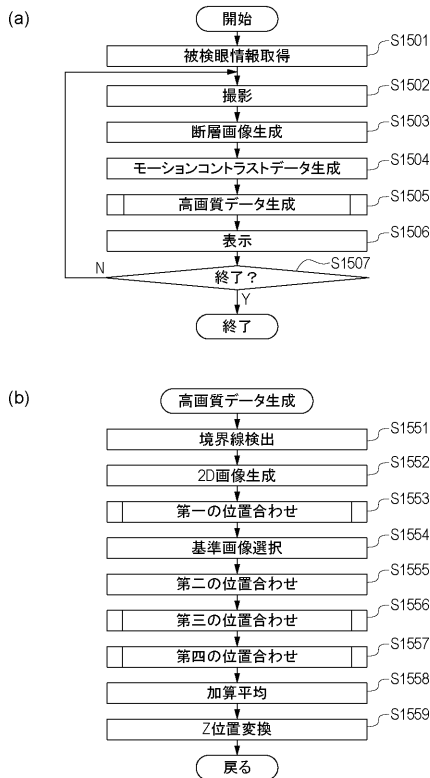 (a)
開始
被検眼情報取得
S1501
撮影
S1502
断層画像生成
S1503
モーションコントラストデータ生成
S1504
高画質データ生成
S1505
表示
S1506
終了?
S1507
N
Y
終了
(b)
高画質データ生成
境界線検出
S1551
2D画像生成
S1552
第一の位置合わせ
S1553
基準画像選択
S1554
第二の位置合わせ
S1555
第三の位置合わせ
S1556
第四の位置合わせ
S1557
加算平均
S1558
Z位置変換
S1559
戻る